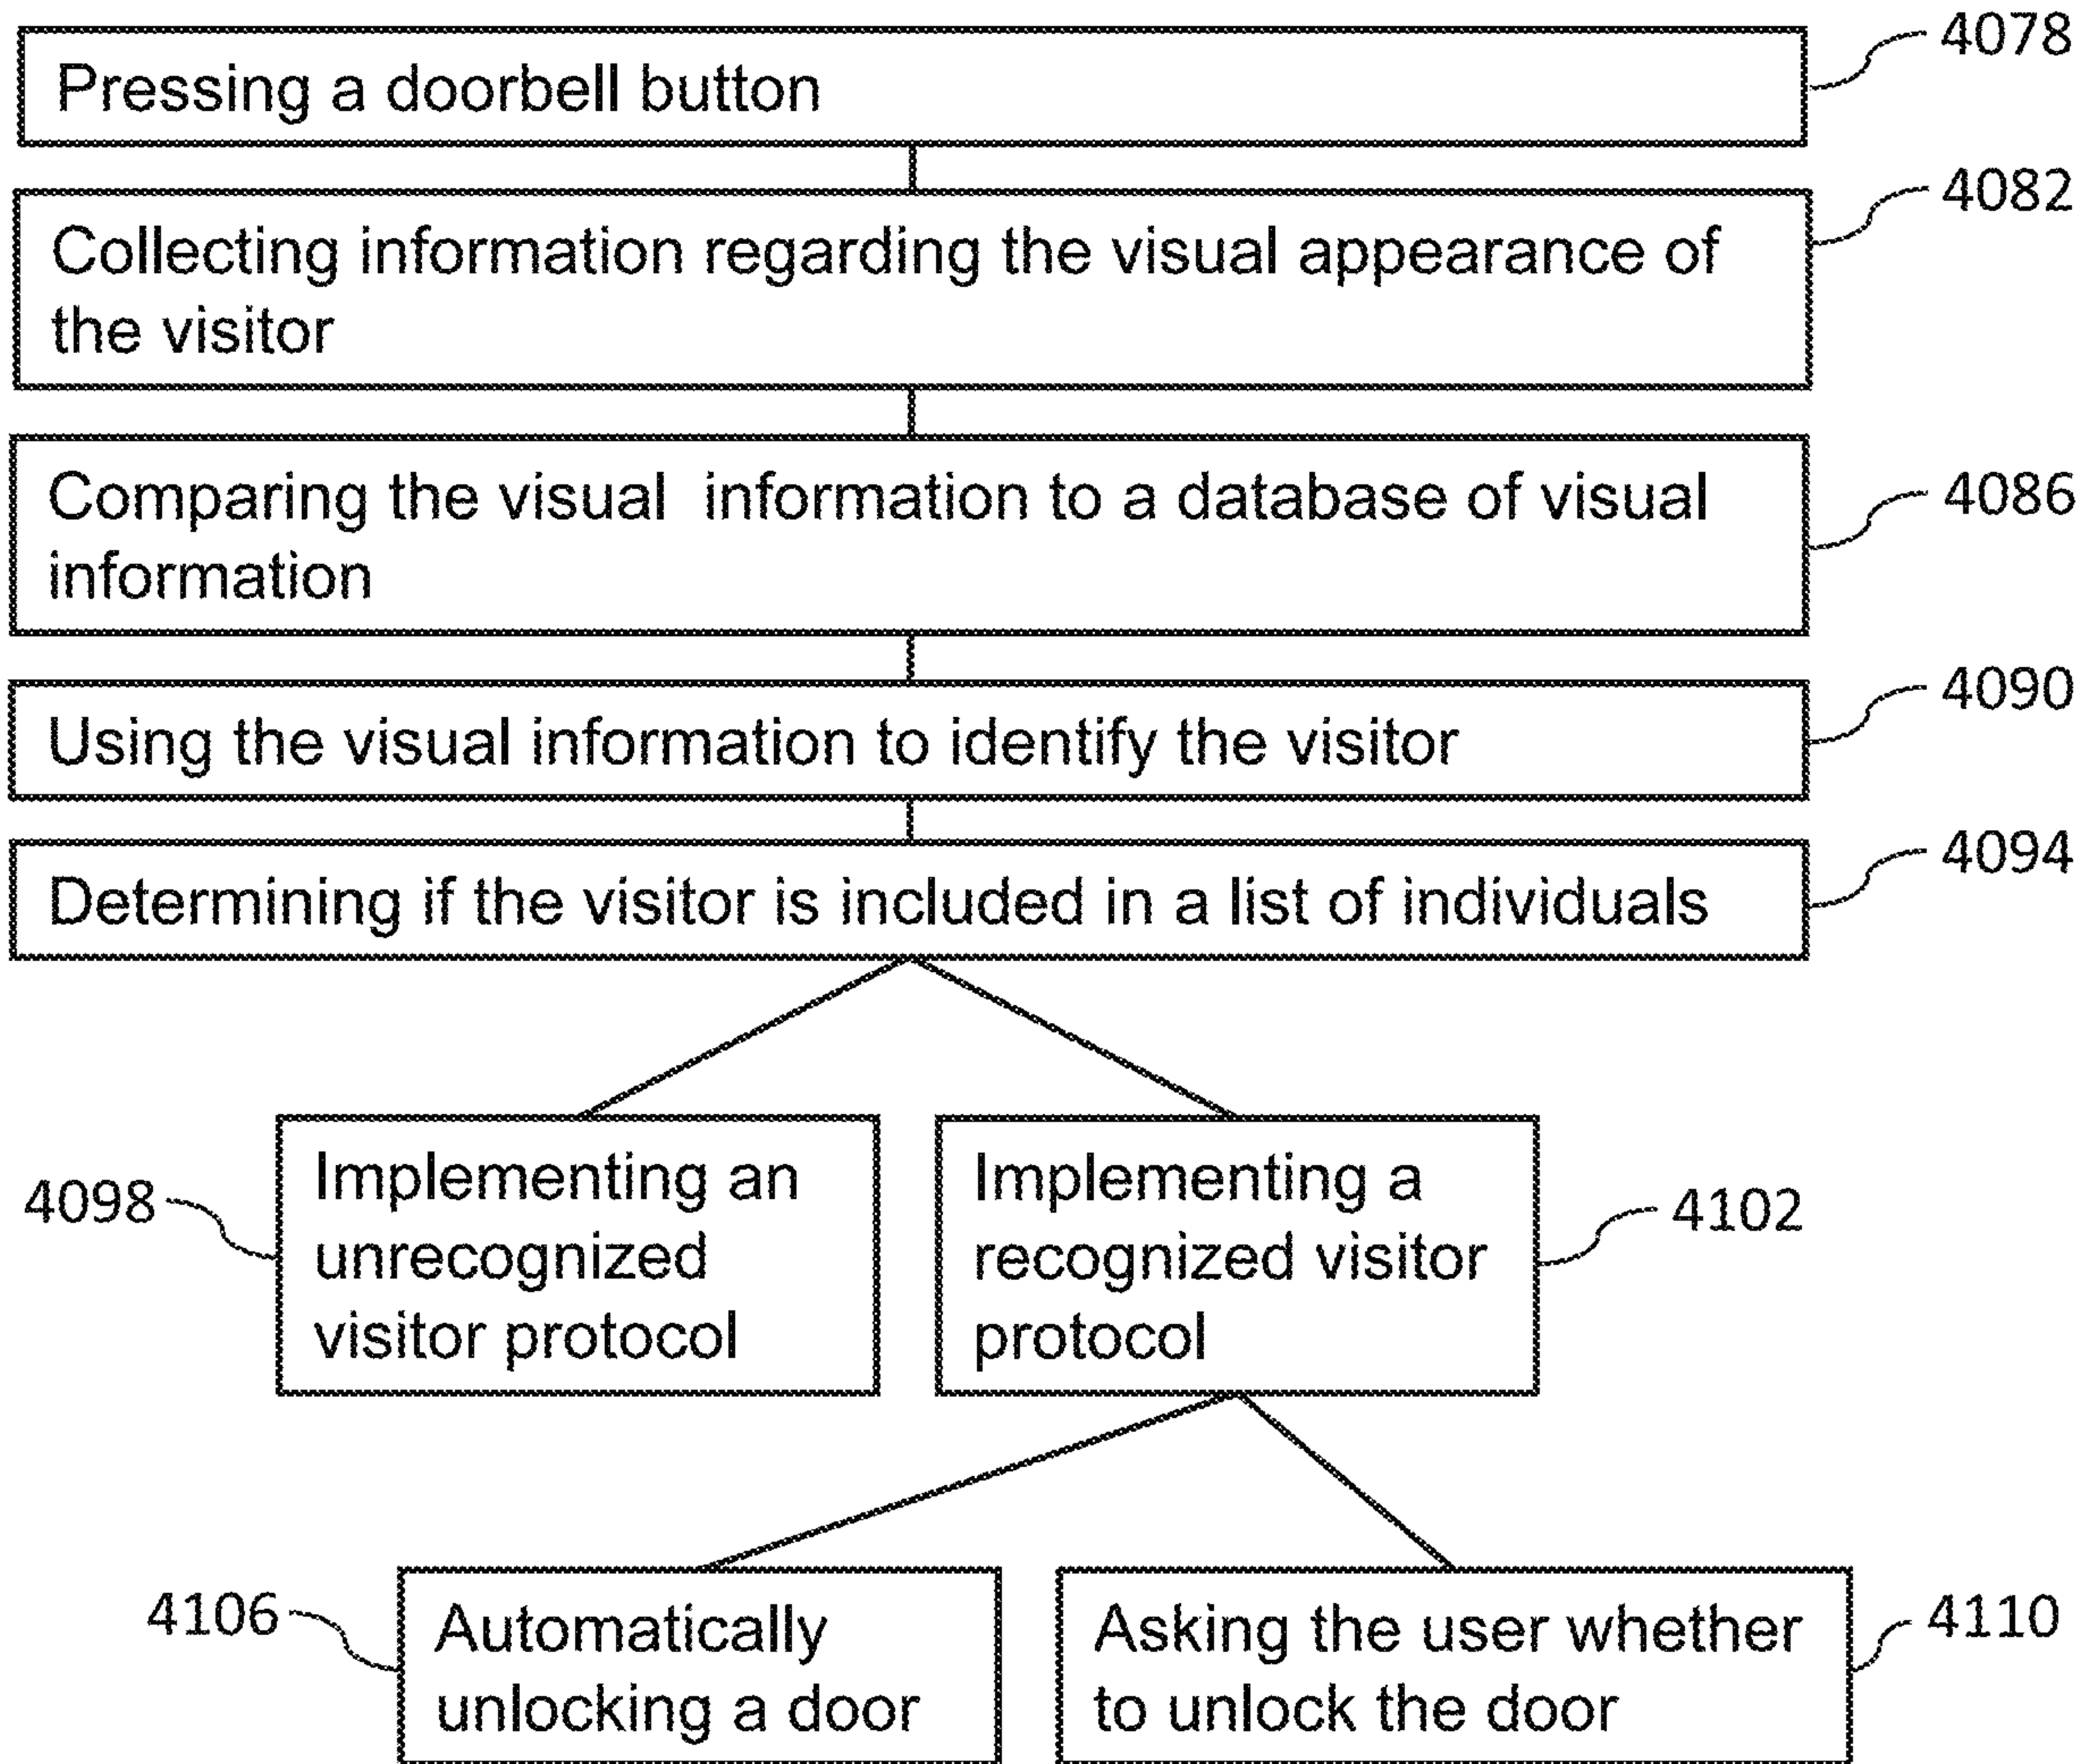 4078
Pressing a doorbell button
4082
Collecting information regarding the visual appearance of
the visitor
4086
Comparing the visual  information to a database of visual
information
4090
Using the visual information to identify the visitor
4094
Determining if the visitor is included in a list of individuals
4098
Implementing an
unrecognized
visitor protocol
Implementing a
recognized visitor
protocol
4102
4106
Automatically
unlocking a door
Asking the user whether
to unlock the door
4110